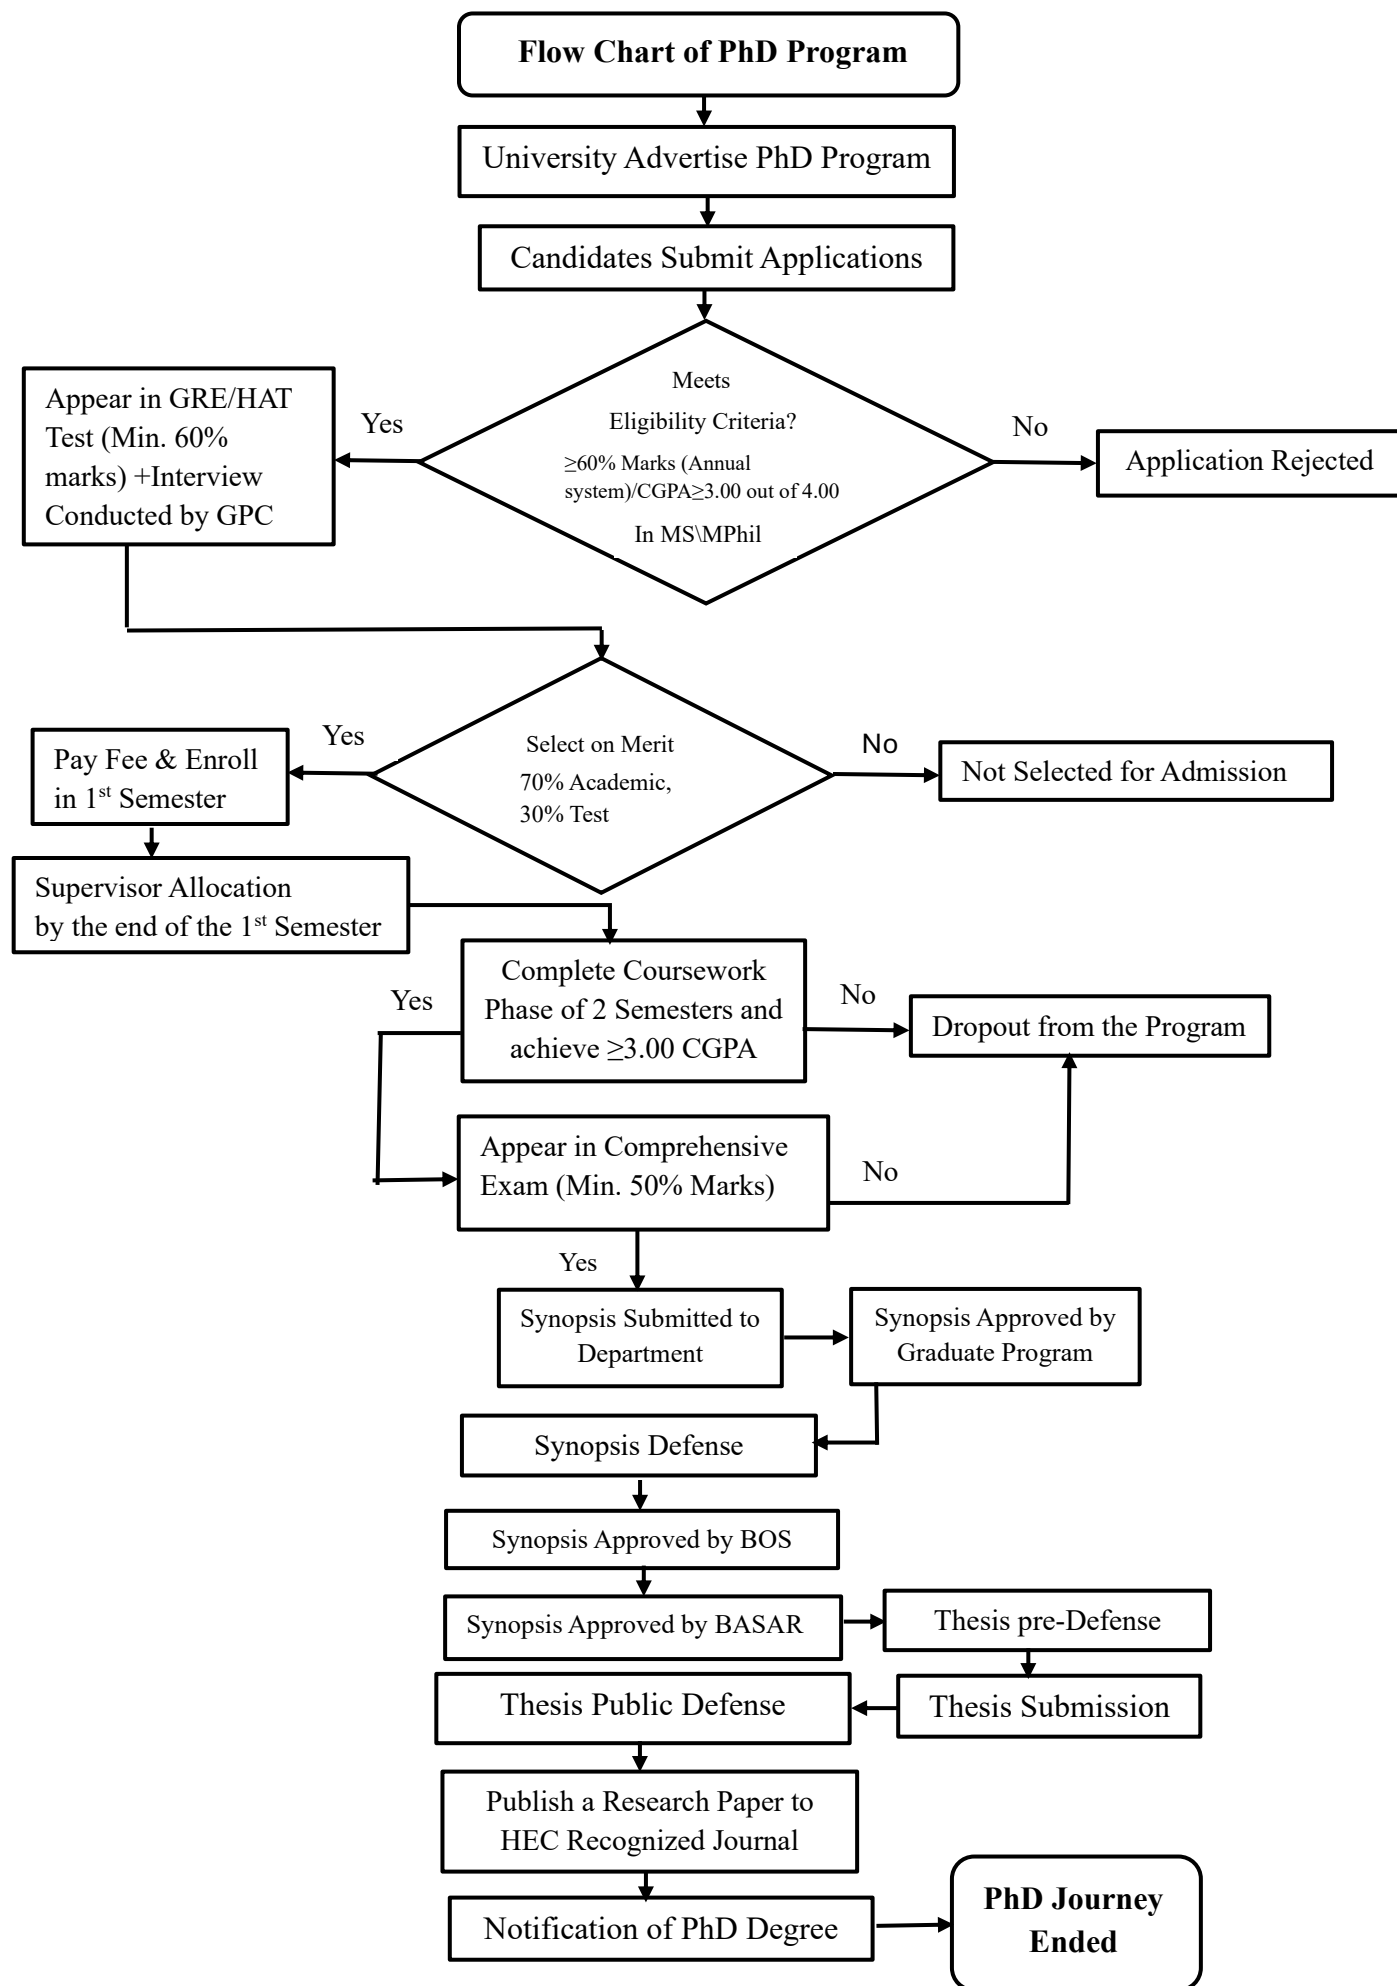 Flow Chart of PhD Program
University Advertise PhD Program
Candidates Submit Applications
Meets
Eligibility Criteria?
≥60% Marks (Annual
system)/CGPA≥3.00 out of 4.00
In MS\MPhil
Yes
No
Appear in GRE/HAT
Test (Min. 60%
marks) +Interview
Conducted by GPC
Application Rejected
Select on Merit
70% Academic,
30% Test
Yes
No
Pay Fee & Enroll
in 1st Semester
Not Selected for Admission
Supervisor Allocation
by the end of the 1st Semester
Complete Coursework
Phase of 2 Semesters and
achieve ≥3.00 CGPA
Yes
No
Dropout from the Program
Appear in Comprehensive
Exam (Min. 50% Marks)
No
Yes
Synopsis Submitted to
Department
Synopsis Approved by
Graduate Program
Synopsis Defense
Synopsis Approved by BOS
Synopsis Approved by BASAR
Thesis pre-Defense
Thesis Submission
Thesis Public Defense
Publish a Research Paper to
HEC Recognized Journal
Notification of PhD Degree
PhD Journey
Ended